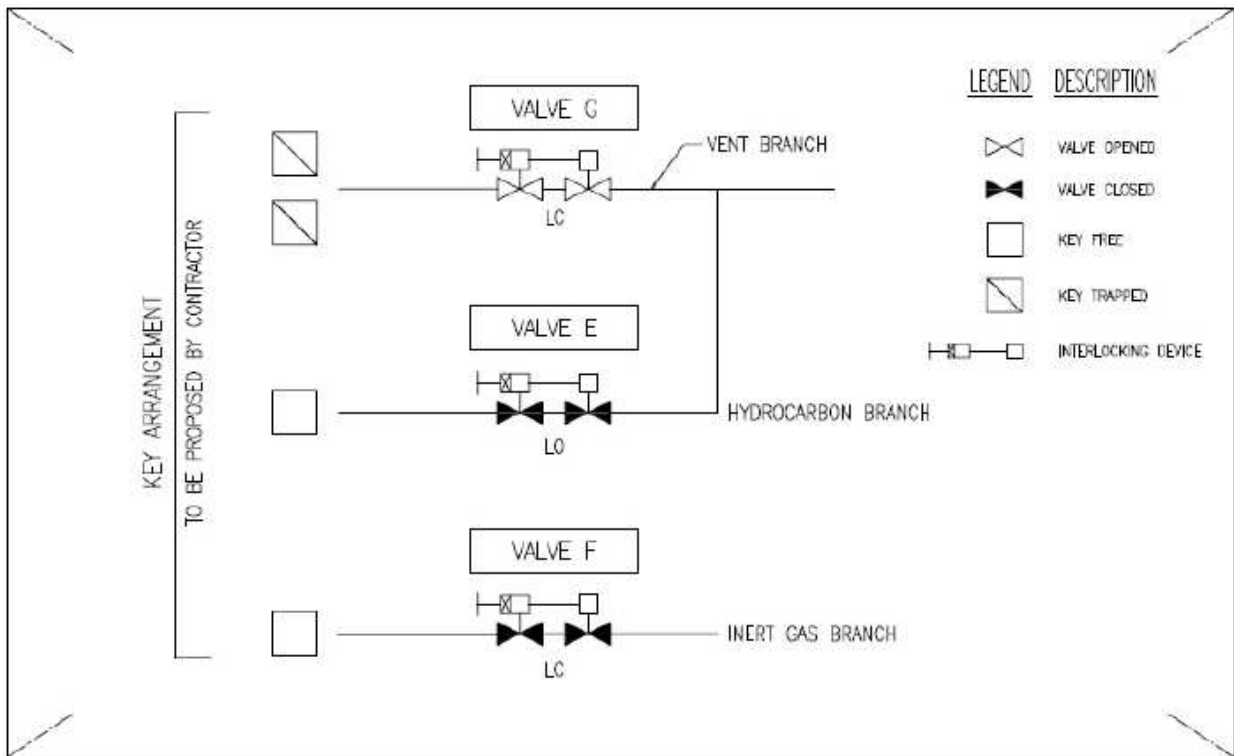 LEGEND DESCRIPTION
VALVE G
VENT BRANCH
VALVE OPENED
VALVE CLOSED
LC
KEY FREE
KEY TRAPPED
VALVE E
INTERLOCKING DEVICE
KEY ARRANGEMENT
TO BE PROPOSED BY CONTRACTOR
HYDROCARBON BRANCH
LO
VALVE F
INERT GAS BRANCH
LC